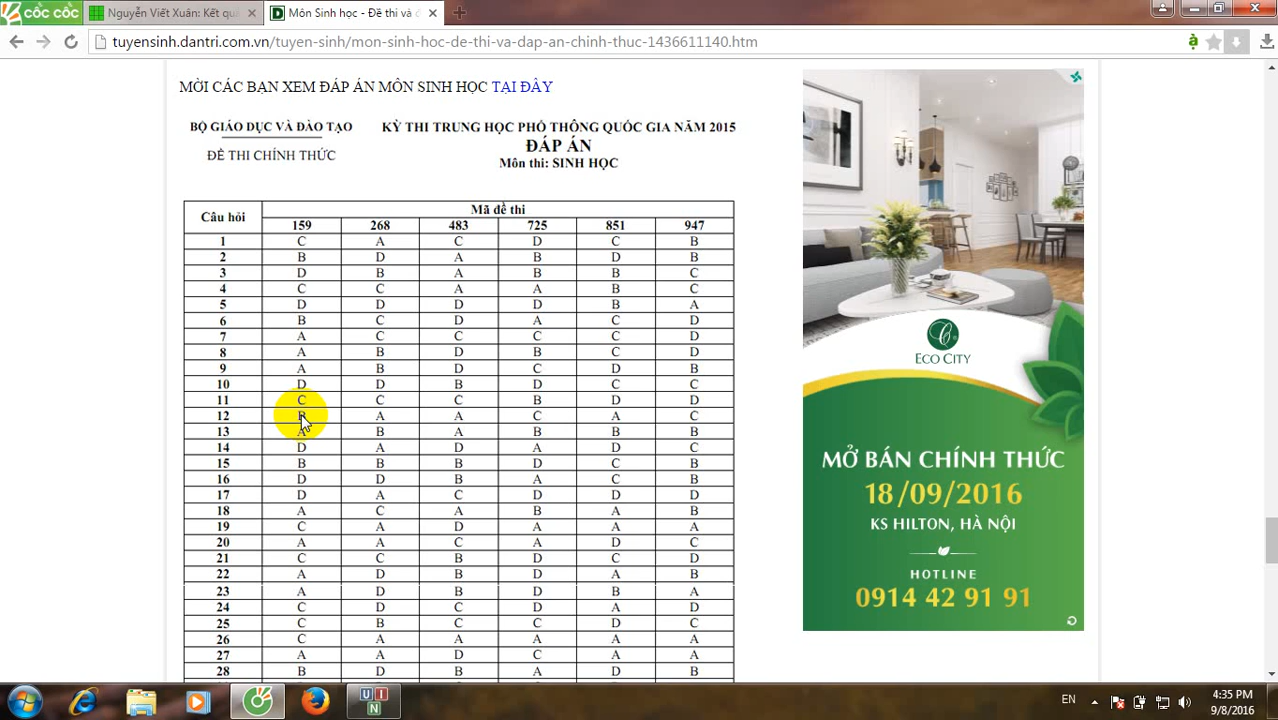 cốc cốc
Nguyễn Viết Xuân: Kết quả
Môn Sinh học - Đề thi và đ
tuyensinh.dantri.com.vn/tuyen-sinh/mon-sinh-hoc-de-thi-va-dap-an-chinh-thuc-1436611140.htm
MỜI CÁC BẠN XEM ĐÁP ÁN MÔN SINH HỌC TẠI ĐÂY
BỘ GIÁO DỤC VÀ ĐÀO TẠO
ĐỀ THI CHÍNH THỨC
KỲ THI TRUNG HỌC PHỔ THÔNG QUỐC GIA NĂM 2015
ĐÁP ÁN
Môn thi: SINH HỌC
Câu hỏi Mã đề thi
159 268 483 725 851 947
1 C A C D C B
2 B D A B D B
3 D B A B B C
4 C C A A B C
5 D D D D B A
6 B C D A C D
7 A C C C C D
8 A B D B C D
9 A B D C D B
10 D D B D C C
11 C C C B D D
12 A A C A C
13 A B A B B B
14 D A D A D C
15 B B B D C B
16 D D B A C B
17 D A C D D D
18 A C A B A B
19 C A D A A A
20 A A C A D C
21 C C B D C D
22 A D B D A B
23 A D B D B A
24 C D C D A D
25 C B C C D C
26 C A A A A A
27 A A D C A A
28 B D B A D B
ECO CITY
MỞ BÁN CHÍNH THỨC
18/09/2016
KS HILTON, HÀ NỘI
HOTLINE
0914 42 91 91
UI
N
EN
4:35 PM
9/8/2016